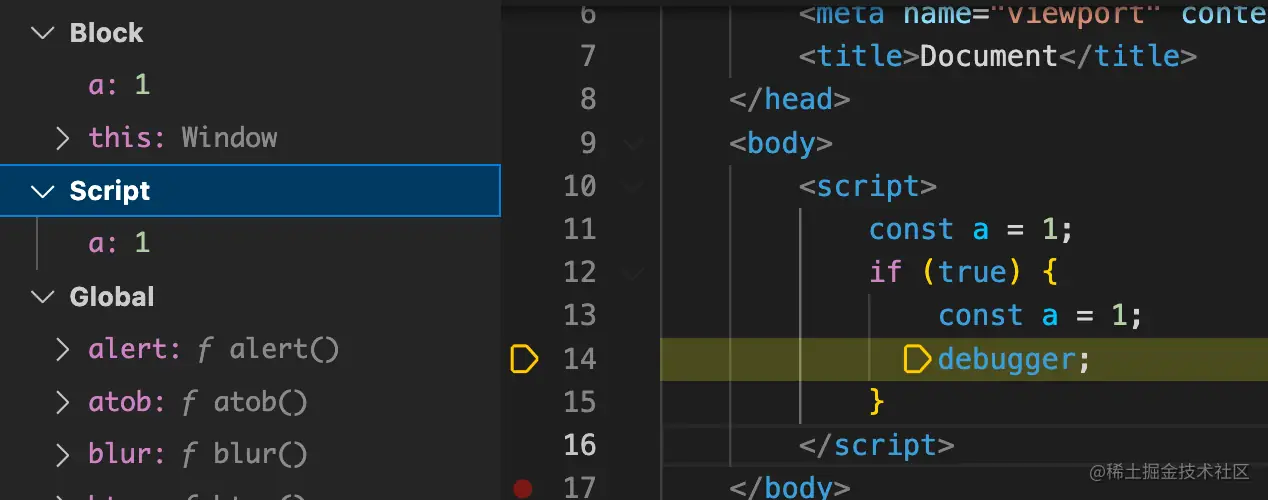 Block
a: 1
this: Window
Script
a: 1
Global
alert: ƒ alert()
atob: ƒ atob()
blur: ƒ blur()
6 <meta name="viewport" conte
7 <title>Document</title>
8 </head>
9 <body>
10 <script>
11 const a = 1;
12 if (true) {
13 const a = 1;
14 debugger;
15 }
16 </script>
17 </body>
@稀土掘金技术社区